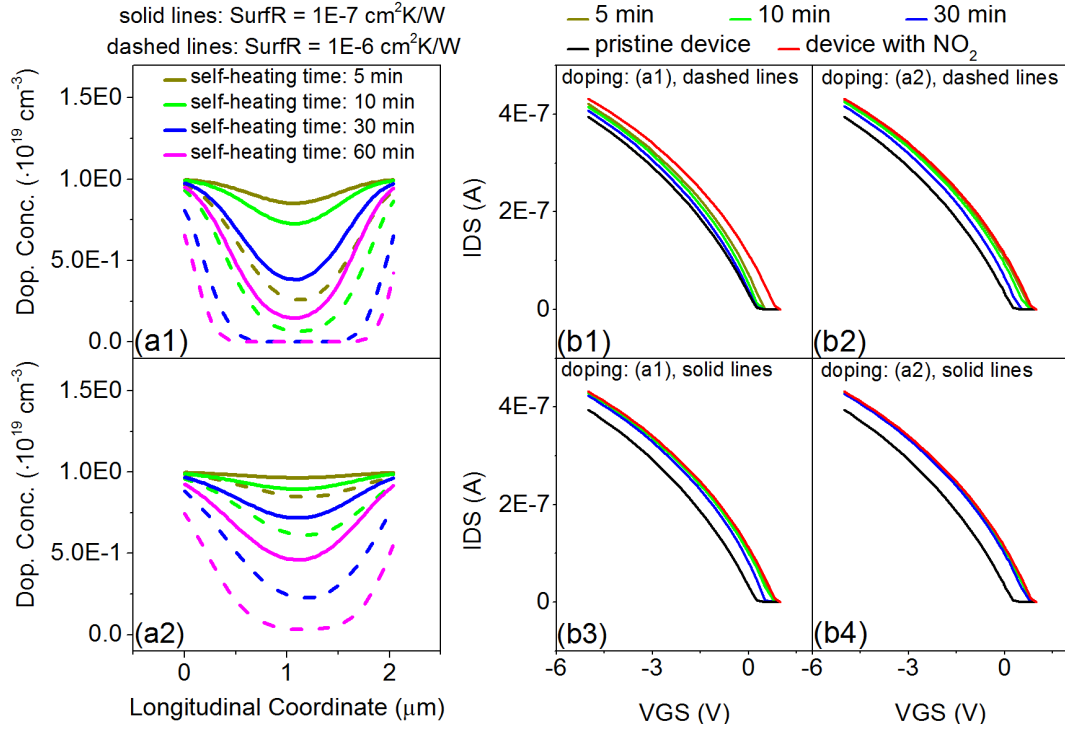 solid lines: SurfR = 1E-7 cm²K/W
dashed lines: SurfR = 1E-6 cm²K/W
5 min
10 min
30 min
pristine device
device with NO₂
self-heating time: 5 min
self-heating time: 10 min
self-heating time: 30 min
self-heating time: 60 min
1.5E0
1.0E0
5.0E-1
0.0
Dop. Conc. (·10¹⁹ cm⁻³)
(a1)
1.5E0
1.0E0
5.0E-1
0.0
Dop. Conc. (·10¹⁹ cm⁻³)
(a2)
0
1
2
Longitudinal Coordinate (μm)
doping: (a1), dashed lines
doping: (a2), dashed lines
4E-7
2E-7
0
IDS (A)
(b1)
(b2)
doping: (a1), solid lines
doping: (a2), solid lines
4E-7
2E-7
0
IDS (A)
(b3)
(b4)
-6
-3
0
-6
-3
0
VGS (V)
VGS (V)